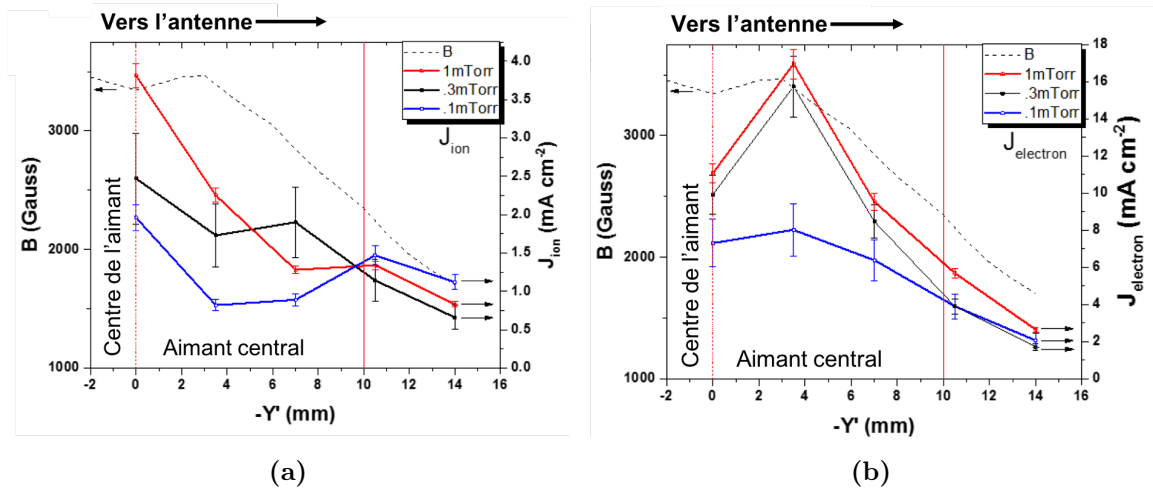 Vers l'antenne
B
1mTorr
.3mTorr
.1mTorr
J ion
B (Gauss)
3000
2000
1000
4.0
3.5
3.0
2.5
2.0
1.5
1.0
0.5
0.0
J ion (mA cm-2)
Centre de l'aimant
Aimant central
-2 0 2 4 6 8 10 12 14 16
-Y' (mm)
(a)
Vers l'antenne
B
1mTorr
.3mTorr
.1mTorr
J electron
B (Gauss)
3000
2000
1000
18
16
14
12
10
8
6
4
2
0
J electron (mA cm-2)
Centre de l'aimant
Aimant central
-2 0 2 4 6 8 10 12 14 16
-Y' (mm)
(b)